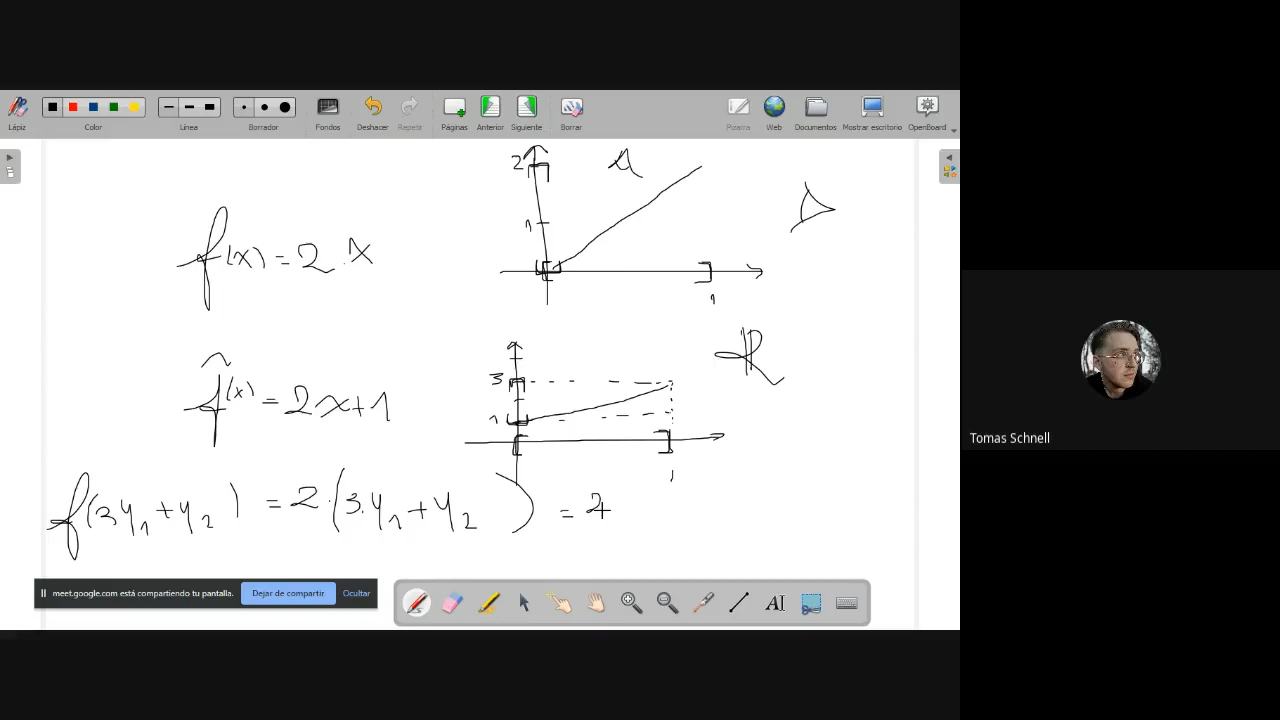 Lápiz Color Línea Borrador Fondos Deshacer Repetir Páginas Anterior Siguiente Borrar Pizarra Web Documentos Mostrar escritorio OpenBoard
2
1
f(x) = 2.x
1
3
1
f̂(x) = 2x+1
1
f(3y₁+y₂) = 2.(3.y₁+y₂) = 2
meet.google.com está compartiendo tu pantalla. Dejar de compartir. Ocultar
AI
Tomas Schnell